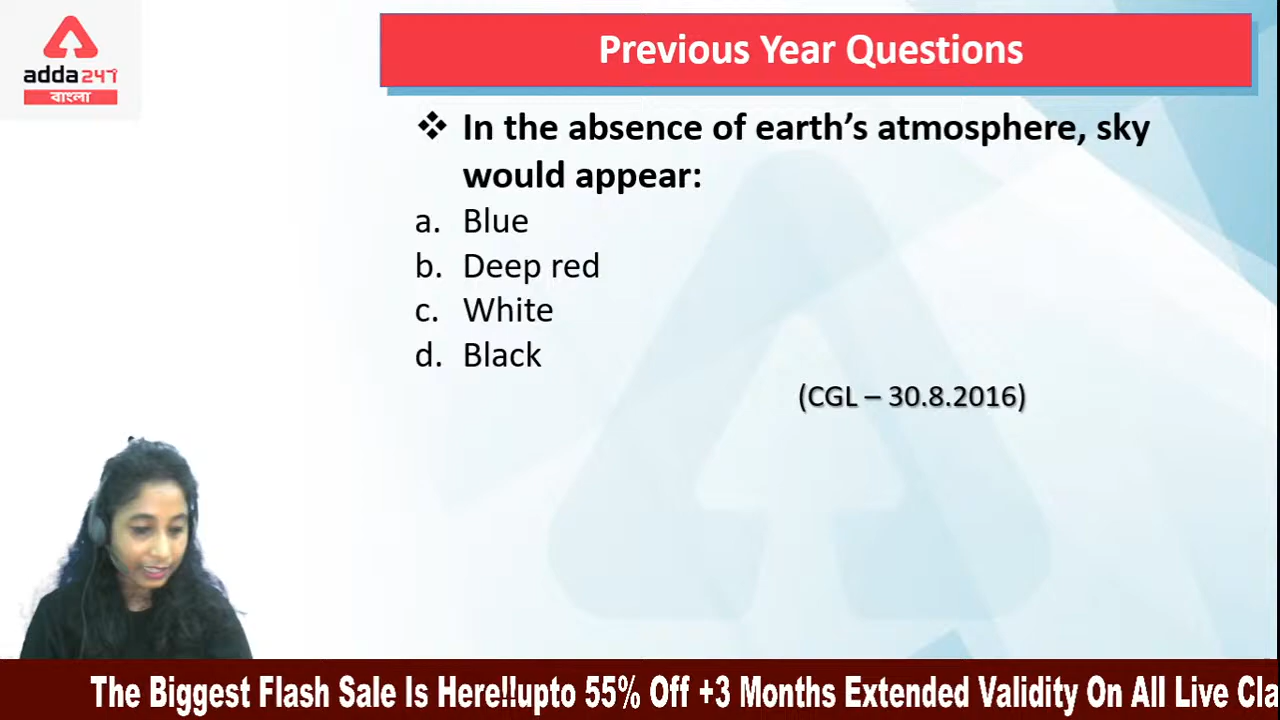 adda247
বাংলা
Previous Year Questions
❖ In the absence of earth’s atmosphere, sky
would appear:
a. Blue
b. Deep red
c. White
d. Black
(CGL – 30.8.2016)
The Biggest Flash Sale Is Here!!upto 55% Off +3 Months Extended Validity On All Live Cla